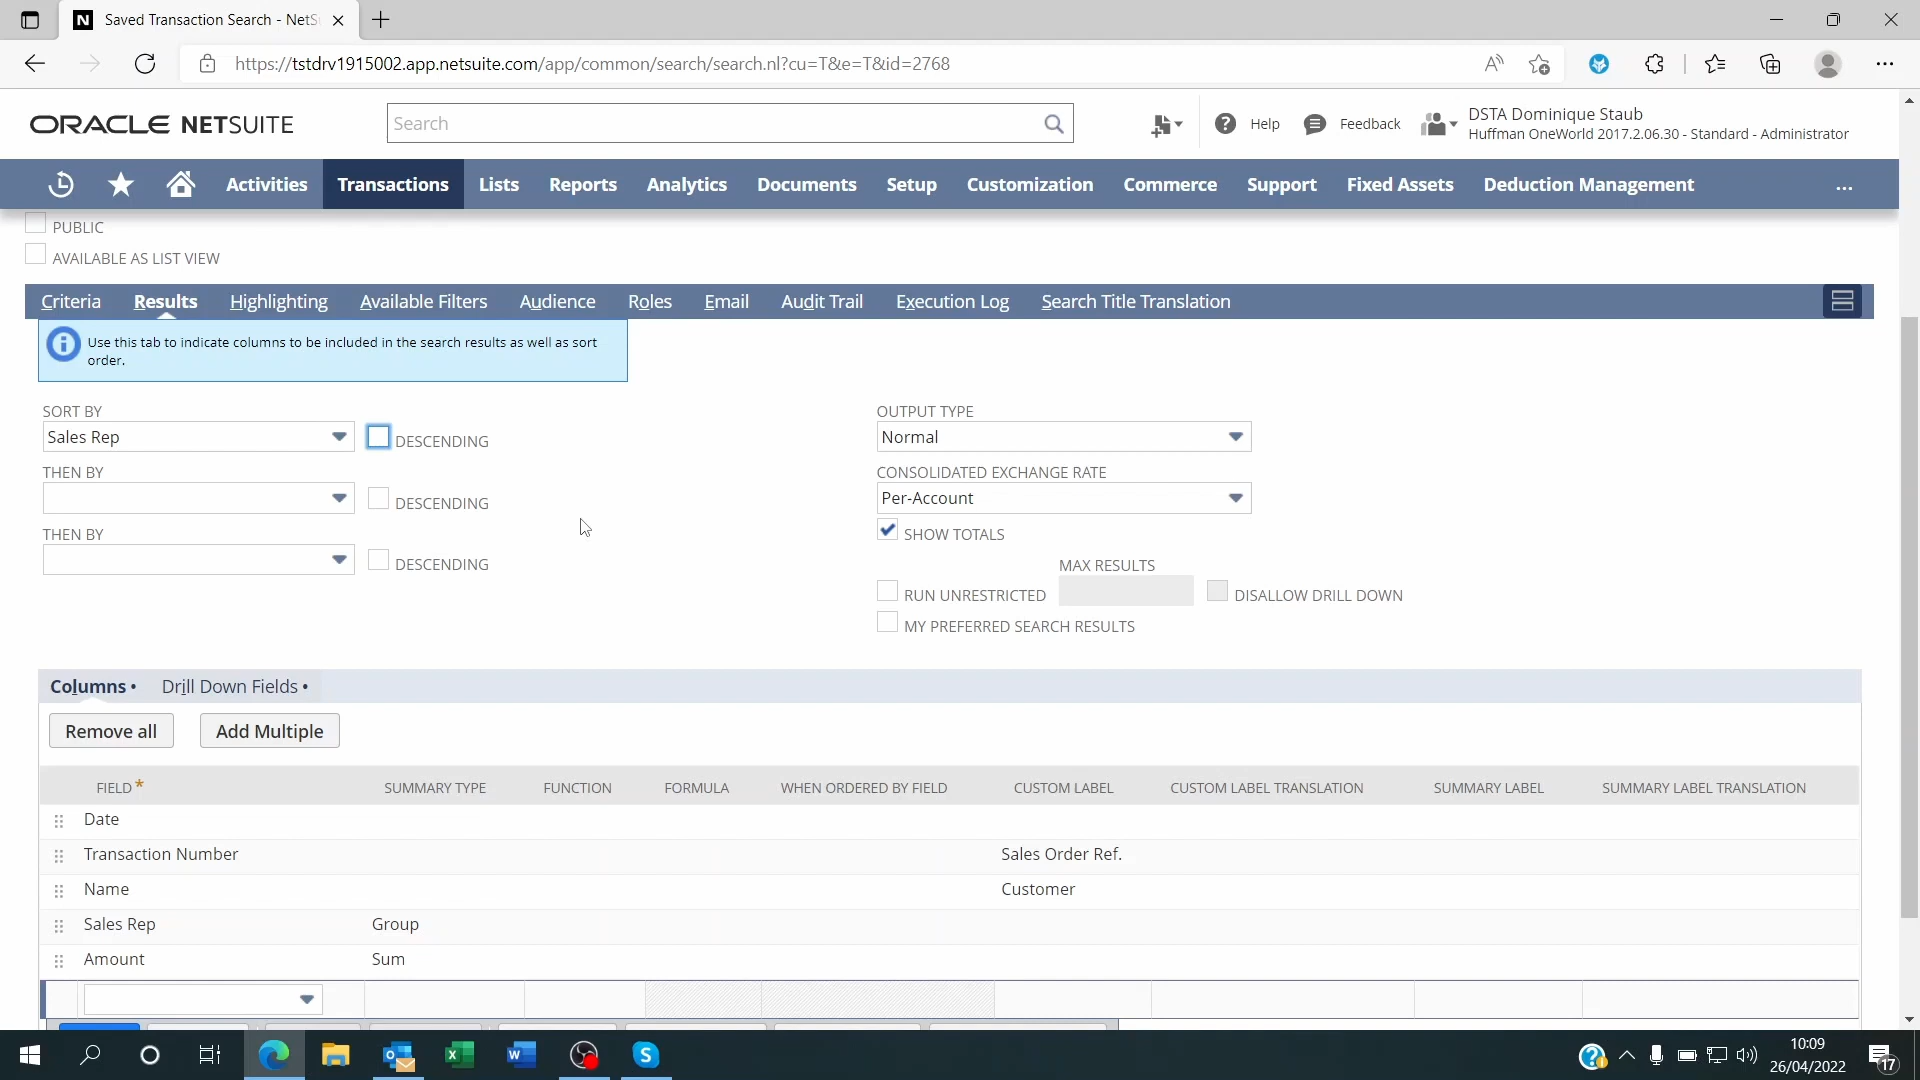 Saved Transaction Search - NetS
https://tstdrv1915002.app.netsuite.com/app/common/search/search.nl?cu=T&e=T&id=2768
ORACLE NETSUITE
Search
Help
Feedback
DSTA Dominique Staub
Huffman OneWorld 2017.2.06.30 - Standard - Administrator
Activities Transactions Lists Reports Analytics Documents Setup Customization Commerce Support Fixed Assets Deduction Management ...
PUBLIC
AVAILABLE AS LIST VIEW
Criteria Results Highlighting Available Filters Audience Roles Email Audit Trail Execution Log Search Title Translation
Use this tab to indicate columns to be included in the search results as well as sort
order.
SORT BY
Sales Rep DESCENDING
THEN BY
DESCENDING
THEN BY
DESCENDING
OUTPUT TYPE
Normal
CONSOLIDATED EXCHANGE RATE
Per-Account
SHOW TOTALS
MAX RESULTS
RUN UNRESTRICTED DISALLOW DRILL DOWN
MY PREFERRED SEARCH RESULTS
Columns • Drill Down Fields •
Remove all Add Multiple
FIELD * SUMMARY TYPE FUNCTION FORMULA WHEN ORDERED BY FIELD CUSTOM LABEL CUSTOM LABEL TRANSLATION SUMMARY LABEL SUMMARY LABEL TRANSLATION
Date
Transaction Number Sales Order Ref.
Name Customer
Sales Rep Group
Amount Sum
10:09
26/04/2022
17